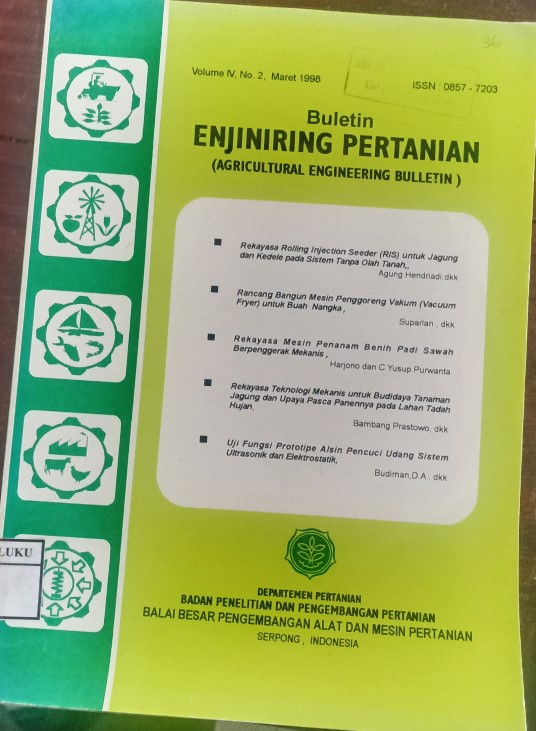 36
Volume IV, No. 2, Maret 1998
ISSN : 0857 - 7203
Buletin
ENJINIRING PERTANIAN
(AGRICULTURAL ENGINEERING BULLETIN )
Rekayasa Rolling Injection Seeder (RIS) untuk Jagung
dan Kedele pada Sistem Tanpa Olah Tanah,,
Agung Hendriadi,dkk
Rancang Bangun Mesin Penggoreng Vakum (Vacuum
Fryer) untuk Buah Nangka,
Suparlan , dkk
Rekayasa Mesin Penanam Benih Padi Sawah
Berpenggerak Mekanis ,
Harjono dan C Yusup Purwanta
Rekayasa Teknologi Mekanis untuk Budidaya Tanaman
Jagung dan Upaya Pasca Panennya pada Lahan Tadah
Hujan,
Bambang Prastowo, dkk
Uji Fungsi Prototipe Alsin Pencuci Udang Sistem
Ultrasonik dan Elektrostatik,
Budiman,D.A., dkk
LUKU
DEPARTEMEN PERTANIAN
BADAN PENELITIAN DAN PENGEMBANGAN PERTANIAN
BALAI BESAR PENGEMBANGAN ALAT DAN MESIN PERTANIAN
SERPONG , INDONESIA